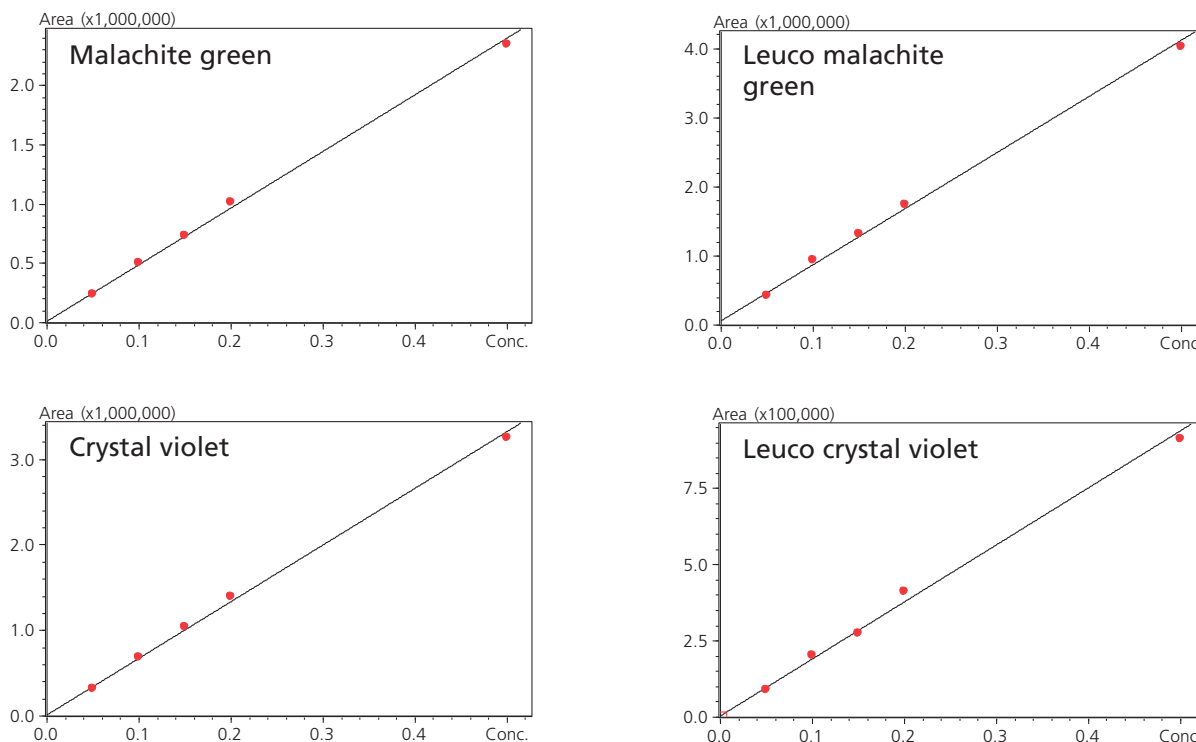 Area (x1,000,000)
Malachite green
2.0
1.5
1.0
0.5
0.0
0.0 0.1 0.2 0.3 0.4 Conc.
Area (x1,000,000)
Leuco malachite
green
4.0
3.0
2.0
1.0
0.0
0.0 0.1 0.2 0.3 0.4 Conc
Area (x1,000,000)
Crystal violet
3.0
2.0
1.0
0.0
0.0 0.1 0.2 0.3 0.4 Conc.
Area (x100,000)
Leuco crystal violet
7.5
5.0
2.5
0.0
0.0 0.1 0.2 0.3 0.4 Conc